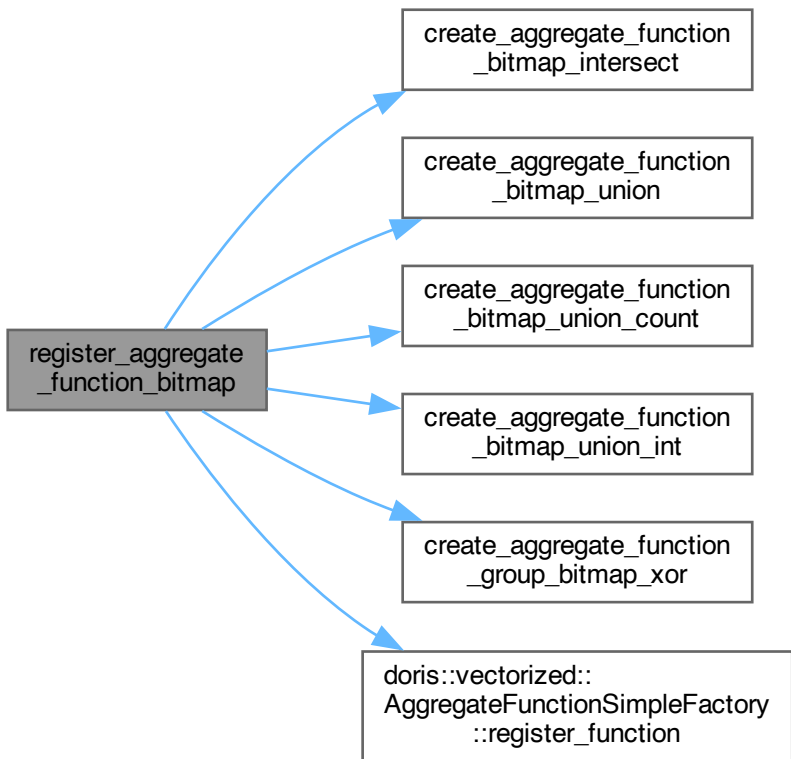 create_aggregate_function
_bitmap_intersect
create_aggregate_function
_bitmap_union
create_aggregate_function
_bitmap_union_count
register_aggregate
_function_bitmap
create_aggregate_function
_bitmap_union_int
create_aggregate_function
_group_bitmap_xor
doris::vectorized::
AggregateFunctionSimpleFactory
::register_function